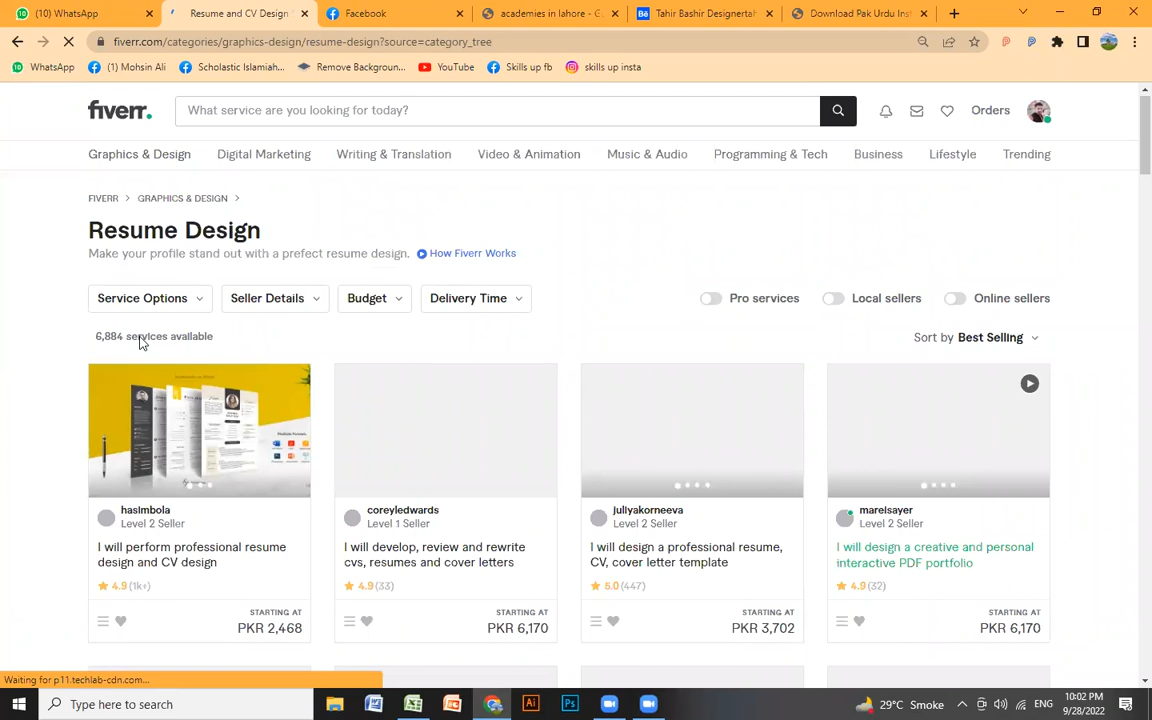 (10) WhatsApp
Resume and CV Design
Facebook
academies in lahore - G
Tahir Bashir Designertah
Download Pak Urdu Inst
fiverr.com/categories/graphics-design/resume-design?source=category_tree
WhatsApp
(1) Mohsin Ali
Scholastic Islamiah...
Remove Backgroun...
YouTube
Skills up fb
skills up insta
fiverr.
What service are you looking for today?
Orders
Graphics & Design
Digital Marketing
Writing & Translation
Video & Animation
Music & Audio
Programming & Tech
Business
Lifestyle
Trending
FIVERR > GRAPHICS & DESIGN >
Resume Design
Make your profile stand out with a prefect resume design. How Fiverr Works
Service Options
Seller Details
Budget
Delivery Time
Pro services
Local sellers
Online sellers
6,884 services available
Sort by Best Selling
hasimbola
Level 2 Seller
I will perform professional resume
design and CV design
4.9 (1k+)
STARTING AT
PKR 2,468
coreyledwards
Level 1 Seller
I will develop, review and rewrite
cvs, resumes and cover letters
4.9 (33)
STARTING AT
PKR 6,170
juliyakorneeva
Level 2 Seller
I will design a professional resume,
CV, cover letter template
5.0 (447)
STARTING AT
PKR 3,702
mareisayer
Level 2 Seller
I will design a creative and personal
interactive PDF portfolio
4.9 (32)
STARTING AT
PKR 6,170
Waiting for p11.techlab-cdn.com...
Type here to search
29°C Smoke
ENG
10:02 PM
9/28/2022